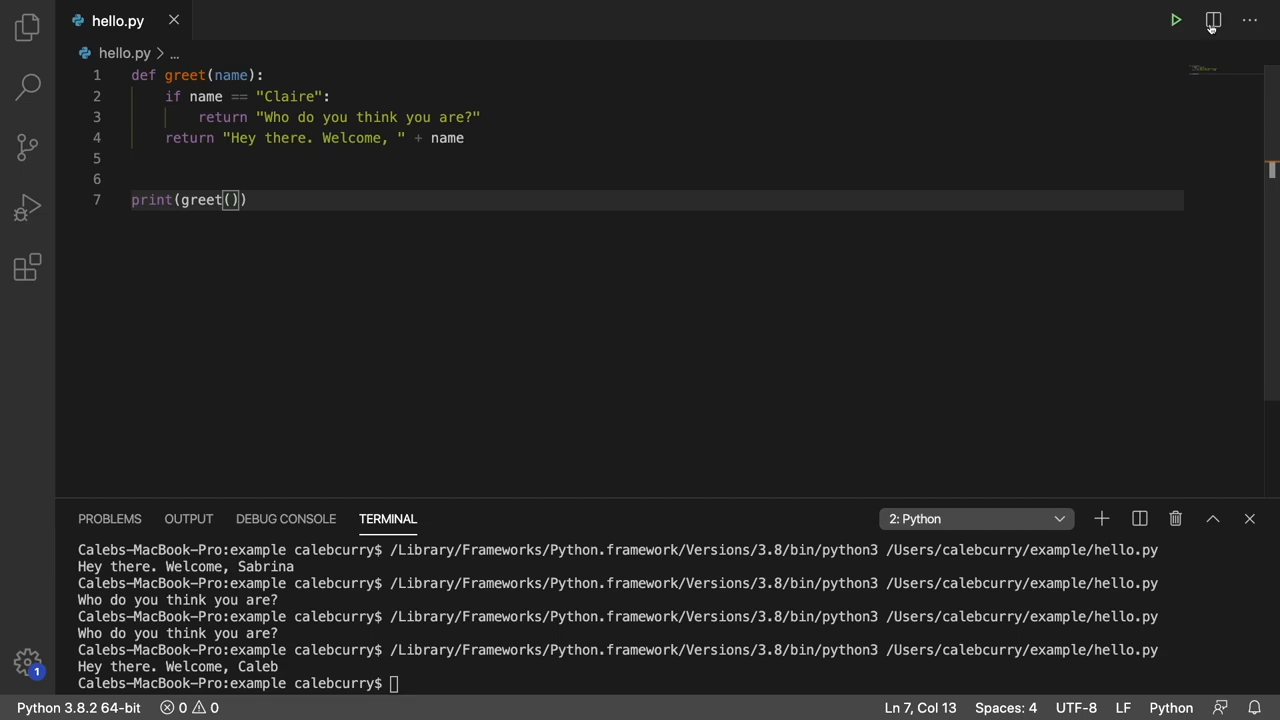 hello.py
hello.py > ...
1 def greet(name):
2     if name == "Claire":
3         return "Who do you think you are?"
4     return "Hey there. Welcome, " + name
5
6
7 print(greet())
PROBLEMS OUTPUT DEBUG CONSOLE TERMINAL 2: Python
Calebs-MacBook-Pro:example calebcurry$ /Library/Frameworks/Python.framework/Versions/3.8/bin/python3 /Users/calebcurry/example/hello.py
Hey there. Welcome, Sabrina
Calebs-MacBook-Pro:example calebcurry$ /Library/Frameworks/Python.framework/Versions/3.8/bin/python3 /Users/calebcurry/example/hello.py
Who do you think you are?
Calebs-MacBook-Pro:example calebcurry$ /Library/Frameworks/Python.framework/Versions/3.8/bin/python3 /Users/calebcurry/example/hello.py
Who do you think you are?
Calebs-MacBook-Pro:example calebcurry$ /Library/Frameworks/Python.framework/Versions/3.8/bin/python3 /Users/calebcurry/example/hello.py
Hey there. Welcome, Caleb
Calebs-MacBook-Pro:example calebcurry$
1
Python 3.8.2 64-bit 0 0 Ln 7, Col 13 Spaces: 4 UTF-8 LF Python